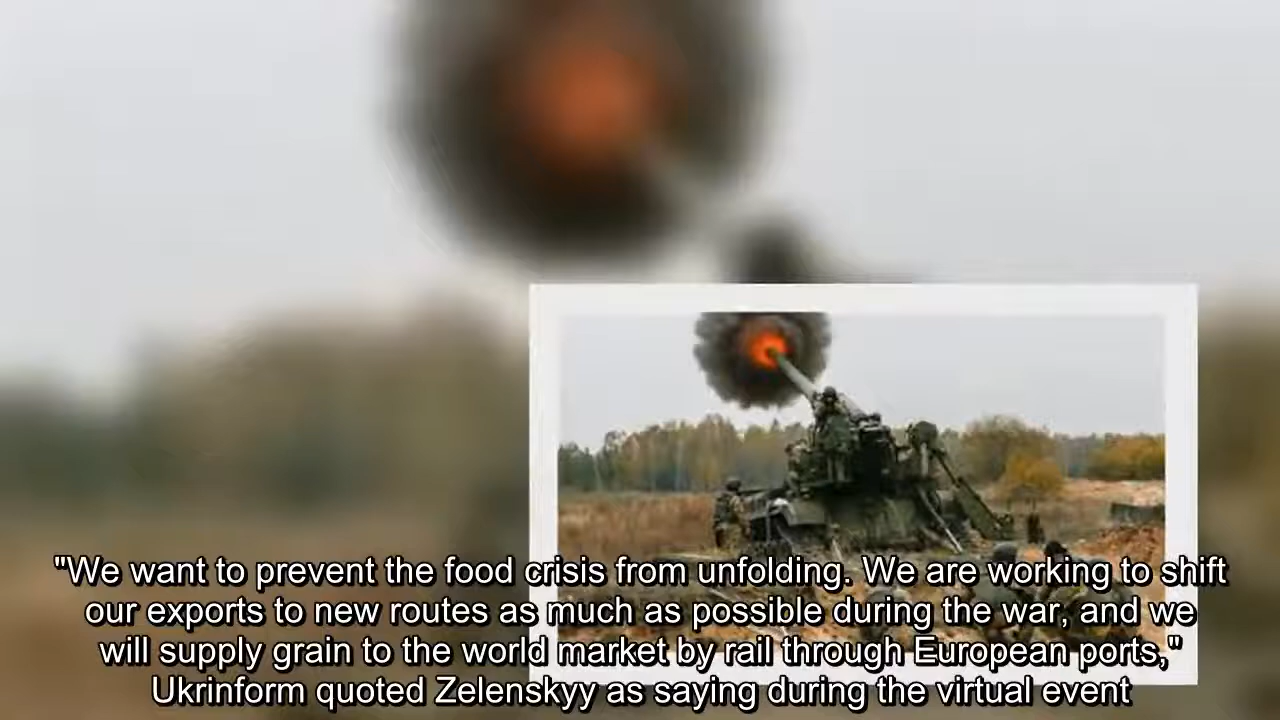 "We want to prevent the food crisis from unfolding. We are working to shift
our exports to new routes as much as possible during the war, and we
will supply grain to the world market by rail through European ports,"
Ukrinform quoted Zelenskyy as saying during the virtual event